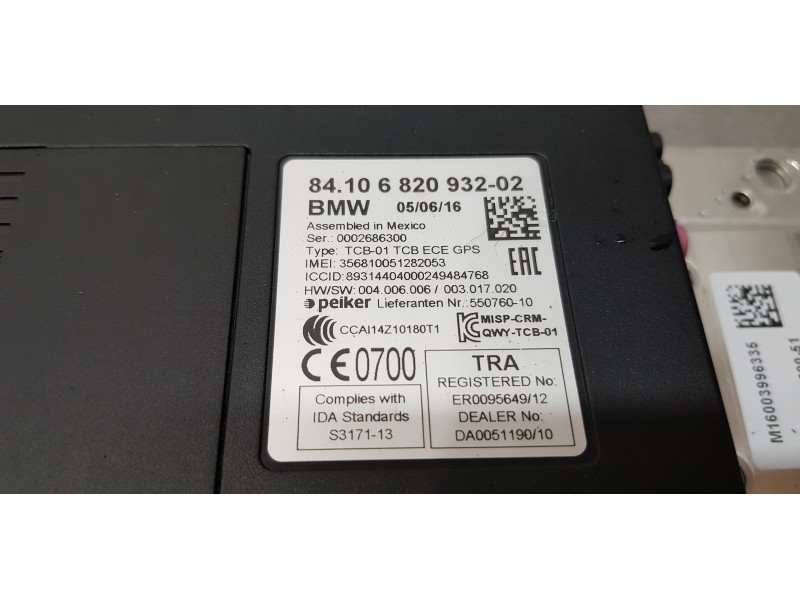 84.10 6 820 932-02
BMW 05/06/16
Assembled in Mexico
Ser.: 0002686300
Type: TCB-01 TCB ECE GPS
IMEI: 356810051282053
ICCID: 89314404000249484768
HW/SW: 004.006.006 / 003.017.020
peiker Lieferanten Nr.: 550760-10
CCAI14Z10180T1
MISP-CRM-
QWY-TCB-01
CE0700
Complies with
IDA Standards
S3171-13
TRA
REGISTERED No:
ER0095649/12
DEALER No:
DA0051190/10
EAC
M16003996335